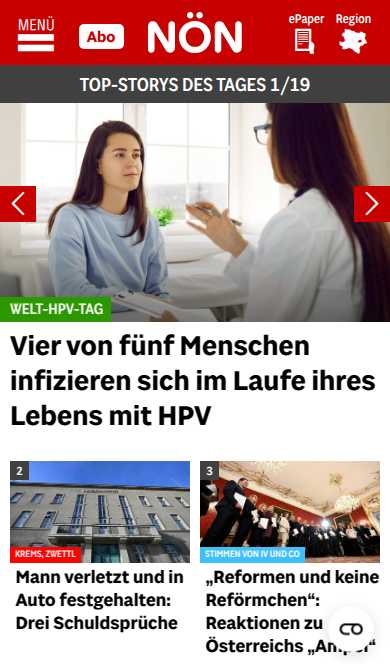 MENÜ
Abo
NÖN
ePaper
Region
TOP-STORYS DES TAGES 1/19
WELT-HPV-TAG
Vier von fünf Menschen
infizieren sich im Laufe ihres
Lebens mit HPV
2
KREMS, ZWETTL
Mann verletzt und in
Auto festgehalten:
Drei Schuldsprüche
3
STIMMEN VON IV UND CO
„Reformen und keine
Reförmchen“:
Reaktionen zu
Österreichs